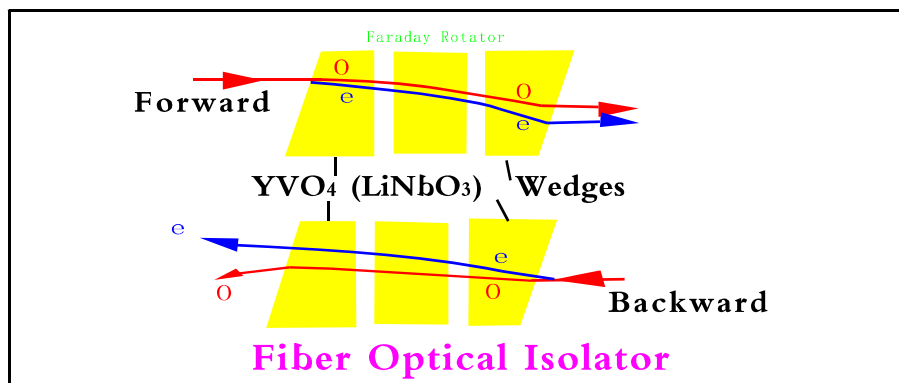 Faraday Rotator
O
O
e
e
Forward
YVO4 (LiNbO3) Wedges
e
e
O
O
Backward
Fiber Optical Isolator